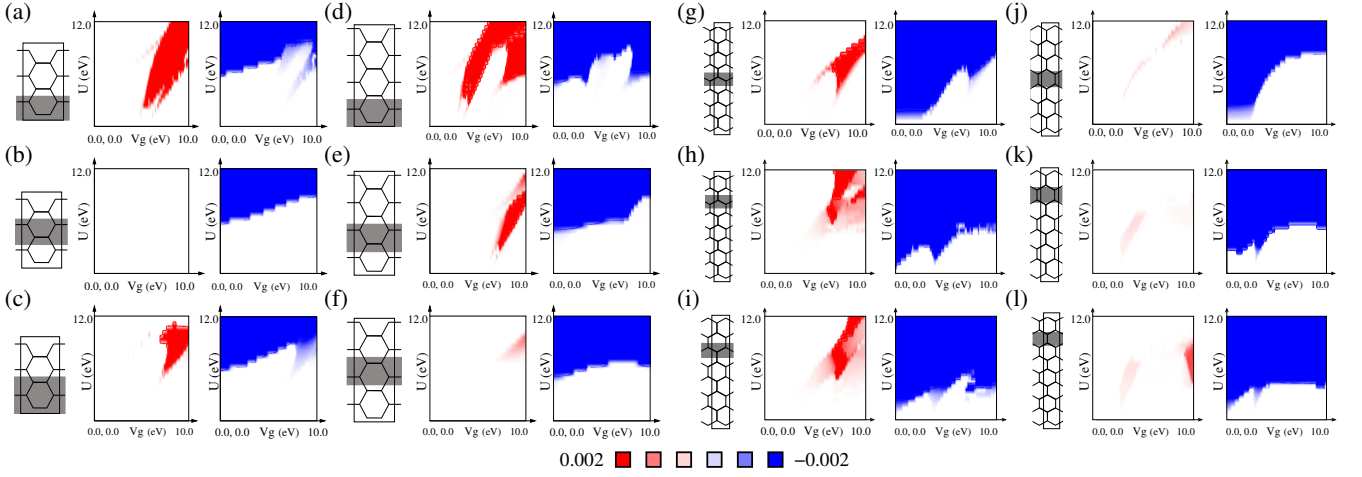 (a) (d) (g) (j)
12.0 12.0 12.0 12.0 12.0 12.0 12.0 12.0
U (eV) U (eV) U (eV) U (eV) U (eV) U (eV) U (eV) U (eV)
0.0, 0.0 Vg (eV) 10.0 0.0, 0.0 Vg (eV) 10.0 0.0, 0.0 Vg (eV) 10.0 0.0, 0.0 Vg (eV) 10.0 0.0, 0.0 Vg (eV) 10.0 0.0, 0.0 Vg (eV) 10.0 0.0, 0.0 Vg (eV) 10.0 0.0, 0.0 Vg (eV) 10.0
(b) (e) (h) (k)
12.0 12.0 12.0 12.0 12.0 12.0 12.0 12.0
U (eV) U (eV) U (eV) U (eV) U (eV) U (eV) U (eV) U (eV)
0.0, 0.0 Vg (eV) 10.0 0.0, 0.0 Vg (eV) 10.0 0.0, 0.0 Vg (eV) 10.0 0.0, 0.0 Vg (eV) 10.0 0.0, 0.0 Vg (eV) 10.0 0.0, 0.0 Vg (eV) 10.0 0.0, 0.0 Vg (eV) 10.0 0.0, 0.0 Vg (eV) 10.0
(c) (f) (i) (l)
12.0 12.0 12.0 12.0 12.0 12.0 12.0 12.0
U (eV) U (eV) U (eV) U (eV) U (eV) U (eV) U (eV) U (eV)
0.0, 0.0 Vg (eV) 10.0 0.0, 0.0 Vg (eV) 10.0 0.0, 0.0 Vg (eV) 10.0 0.0, 0.0 Vg (eV) 10.0 0.0, 0.0 Vg (eV) 10.0 0.0, 0.0 Vg (eV) 10.0 0.0, 0.0 Vg (eV) 10.0 0.0, 0.0 Vg (eV) 10.0
0.002 −0.002